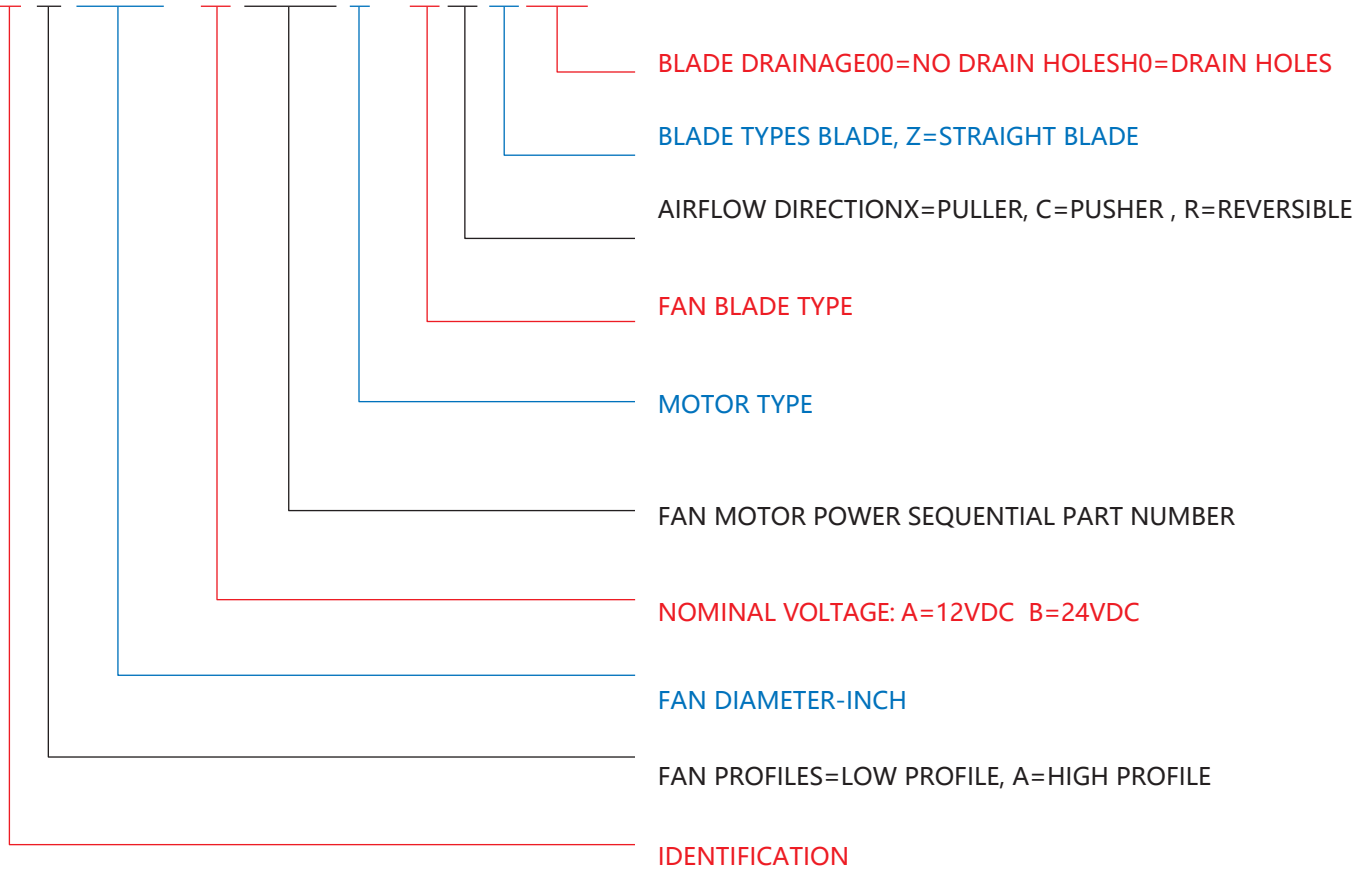 BLADE DRAINAGE00=NO DRAIN HOLESH0=DRAIN HOLES
BLADE TYPES BLADE, Z=STRAIGHT BLADE
AIRFLOW DIRECTIONX=PULLER, C=PUSHER , R=REVERSIBLE
FAN BLADE TYPE
MOTOR TYPE
FAN MOTOR POWER SEQUENTIAL PART NUMBER
NOMINAL VOLTAGE: A=12VDC B=24VDC
FAN DIAMETER-INCH
FAN PROFILES=LOW PROFILE, A=HIGH PROFILE
IDENTIFICATION